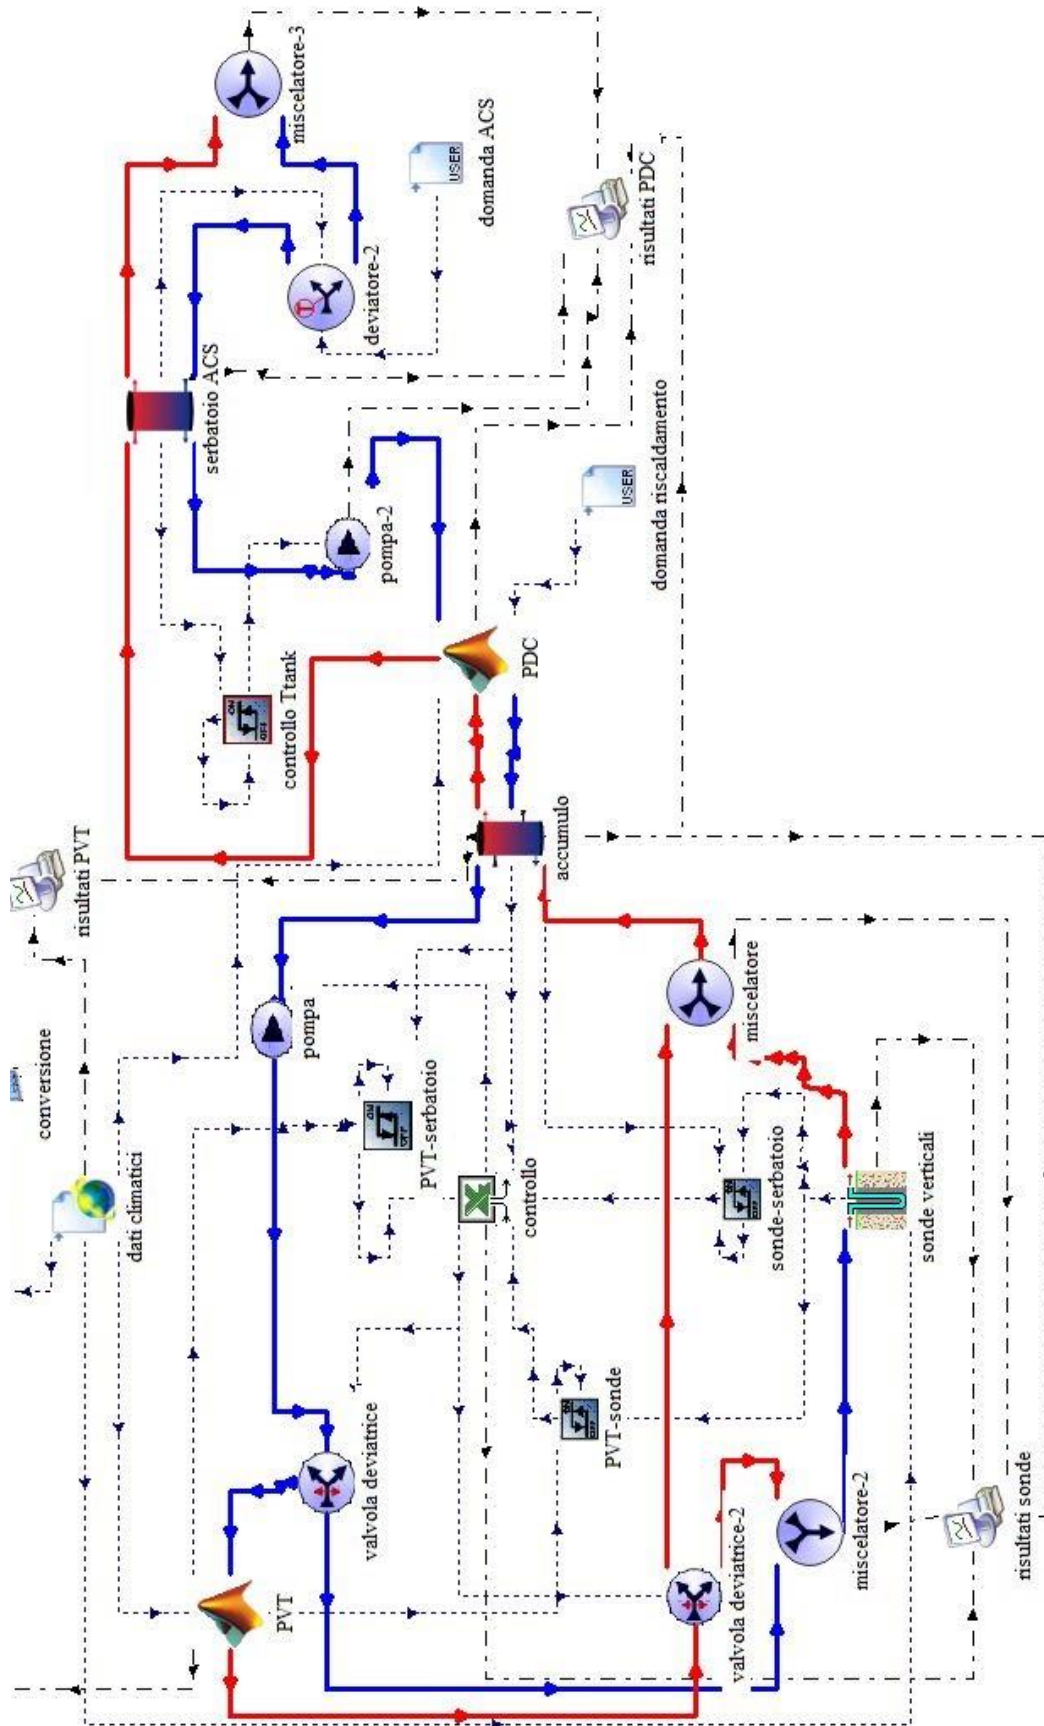 conversione
risultati PVT
dati climatici
serbatoio ACS
PVT
pompa
controllo Ttank
miscelatore-3
valvola deviatrice
deviatore-2
pompa-2
PVT-serbatoio
USER
domanda ACS
controllo
PDC
accumulo
PVT-sonde
USER
risultati PDC
domanda riscaldamento
valvola deviatrice-2
miscelatore
sonde-serbatoio
miscelatore-2
sonde verticali
risultati sonde